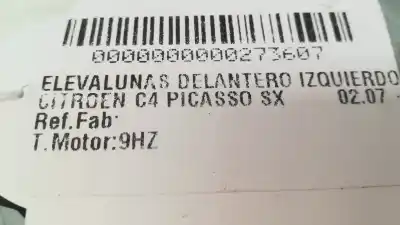 0000000000273607
ELEVALUNAS DELANTERO IZQUIERDO
CITROEN C4 PICASSO SX 02.07 -
Ref.Fab:
T.Motor:9HZ